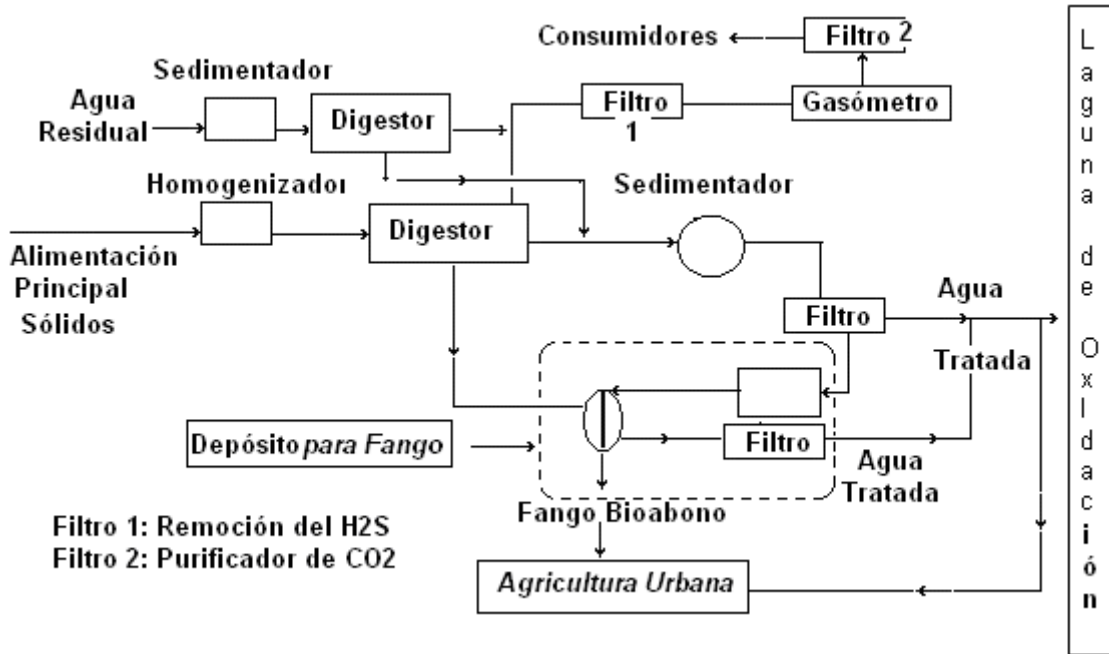 Consumidores
Filtro 2
Sedimentador
Agua
Residual
Digestor
Filtro
1
Gasómetro
Homogenizador
Sedimentador
Digestor
Alimentación
Principal
Sólidos
Agua
Filtro
Tratada
Depósito para Fango
Filtro
Agua
Tratada
Fango Bioabono
Filtro 1: Remoción del H2S
Filtro 2: Purificador de CO2
Agricultura Urbana
Laguna de OxIdación